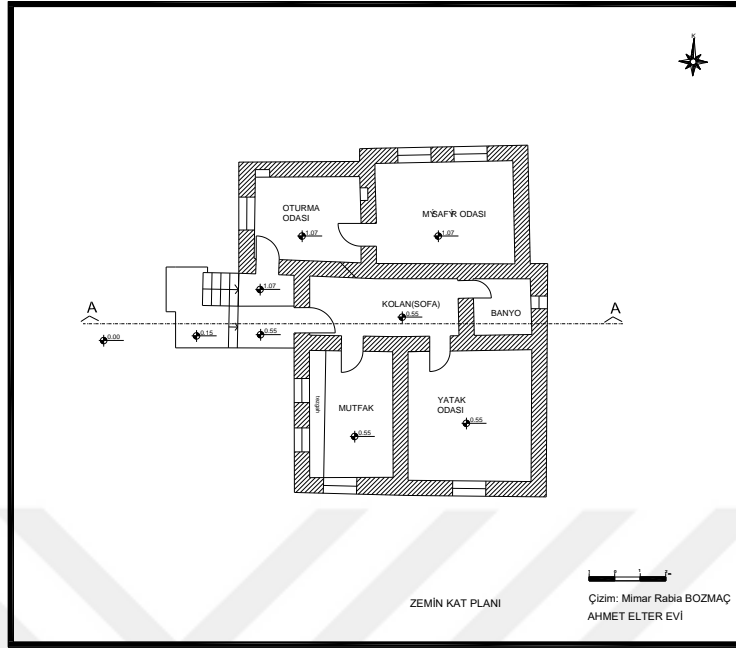 K
OTURMA
ODASI
1.07
MÝSAFÝR ODASI
1.07
1.07
KOLAN(SOFA)
0.55
BANYO
A
A
0.00
0.15
0.55
MUTFAK
0.55
YATAK
ODASI
0.55
ZEMİN KAT PLANI
Çizim: Mimar Rabia BOZMAÇ
AHMET ELTER EVİ